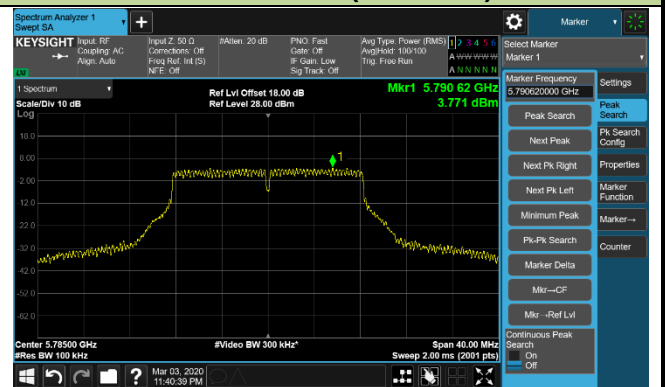 Spectrum Analyzer 1
Swept SA
Marker
KEYSIGHT
Input: RF
Coupling: AC
Align: Auto
Input Z: 50 Ω
Corrections: Off
Freq Ref: Int (S)
NFE: Off
#Atten: 20 dB
PNO: Fast
Gate: Off
IF Gain: Low
Sig Track: Off
Avg Type: Power (RMS)
Avg|Hold: 100/100
Trig: Free Run
1 2 3 4 5 6
A W W W W W
A N N N N N
LXI
Select Marker
Marker 1
1 Spectrum
Scale/Div 10 dB
Log
Ref Lvl Offset 18.00 dB
Ref Level 28.00 dBm
Mkr1 5.790 62 GHz
3.771 dBm
18.0
8.00
-2.00
-12.0
-22.0
-32.0
-42.0
-52.0
-62.0
1
Center 5.78500 GHz
#Res BW 100 kHz
#Video BW 300 kHz*
Span 40.00 MHz
Sweep 2.00 ms (2001 pts)
Marker Frequency
5.790620000 GHz
Peak Search
Next Peak
Next Pk Right
Next Pk Left
Minimum Peak
Pk-Pk Search
Marker Delta
Mkr→CF
Mkr→Ref Lvl
Continuous Peak
Search
On
Off
Settings
Peak
Search
Pk Search
Config
Properties
Marker
Function
Marker→
Counter
?
Mar 03, 2020
11:40:39 PM